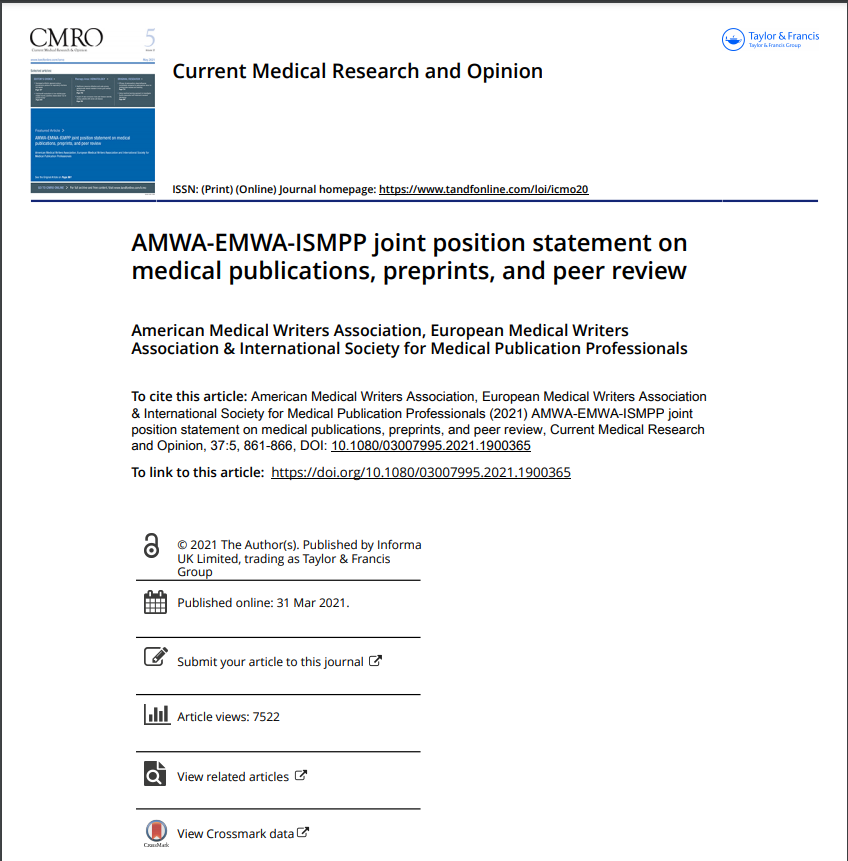 CMRO
5
Current Medical Research & Opinion
Taylor & Francis
Taylor & Francis Group
Current Medical Research and Opinion
AMWA-EMWA-ISMPP joint position statement on medical
publications, preprints, and peer review
ISSN: (Print) (Online) Journal homepage: https://www.tandfonline.com/loi/icmo20
AMWA-EMWA-ISMPP joint position statement on
medical publications, preprints, and peer review
American Medical Writers Association, European Medical Writers
Association & International Society for Medical Publication Professionals
To cite this article: American Medical Writers Association, European Medical Writers Association
& International Society for Medical Publication Professionals (2021) AMWA-EMWA-ISMPP joint
position statement on medical publications, preprints, and peer review, Current Medical Research
and Opinion, 37:5, 861-866, DOI: 10.1080/03007995.2021.1900365
To link to this article: https://doi.org/10.1080/03007995.2021.1900365
© 2021 The Author(s). Published by Informa
UK Limited, trading as Taylor & Francis
Group
Published online: 31 Mar 2021.
Submit your article to this journal
Article views: 7522
View related articles
View Crossmark data
CrossMark